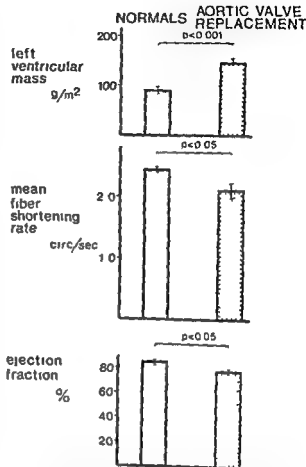 NORMALS AORTIC VALVE
REPLACEMENT
200
p<0 001
left
ventricular
mass
g/m²
100
p<0 05
mean
fiber
shortening
rate
circ/sec
2 0
1 0
p<0 05
ejection
fraction
%
80
60
40
20